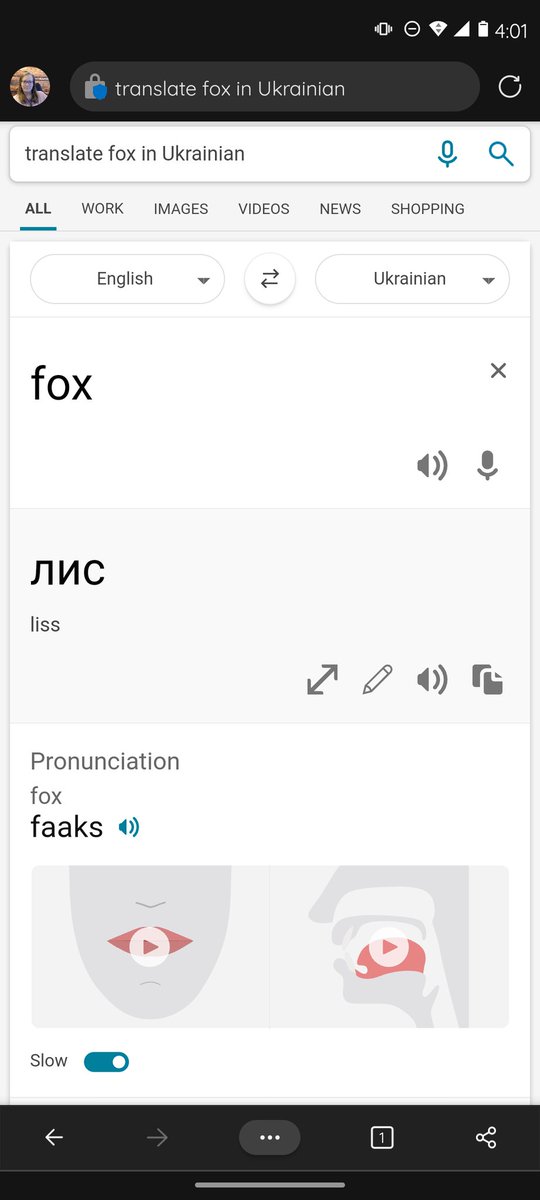 4:01
translate fox in Ukrainian
translate fox in Ukrainian
ALL WORK IMAGES VIDEOS NEWS SHOPPING
English Ukrainian
fox
лис
liss
Pronunciation
fox
faaks
Slow
1